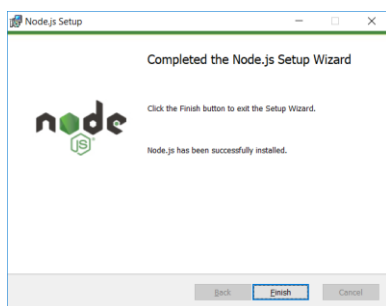 Node.js Setup
Completed the Node.js Setup Wizard
Click the Finish button to exit the Setup Wizard.
node
JS
Node.js has been successfully installed.
Back Finish Cancel